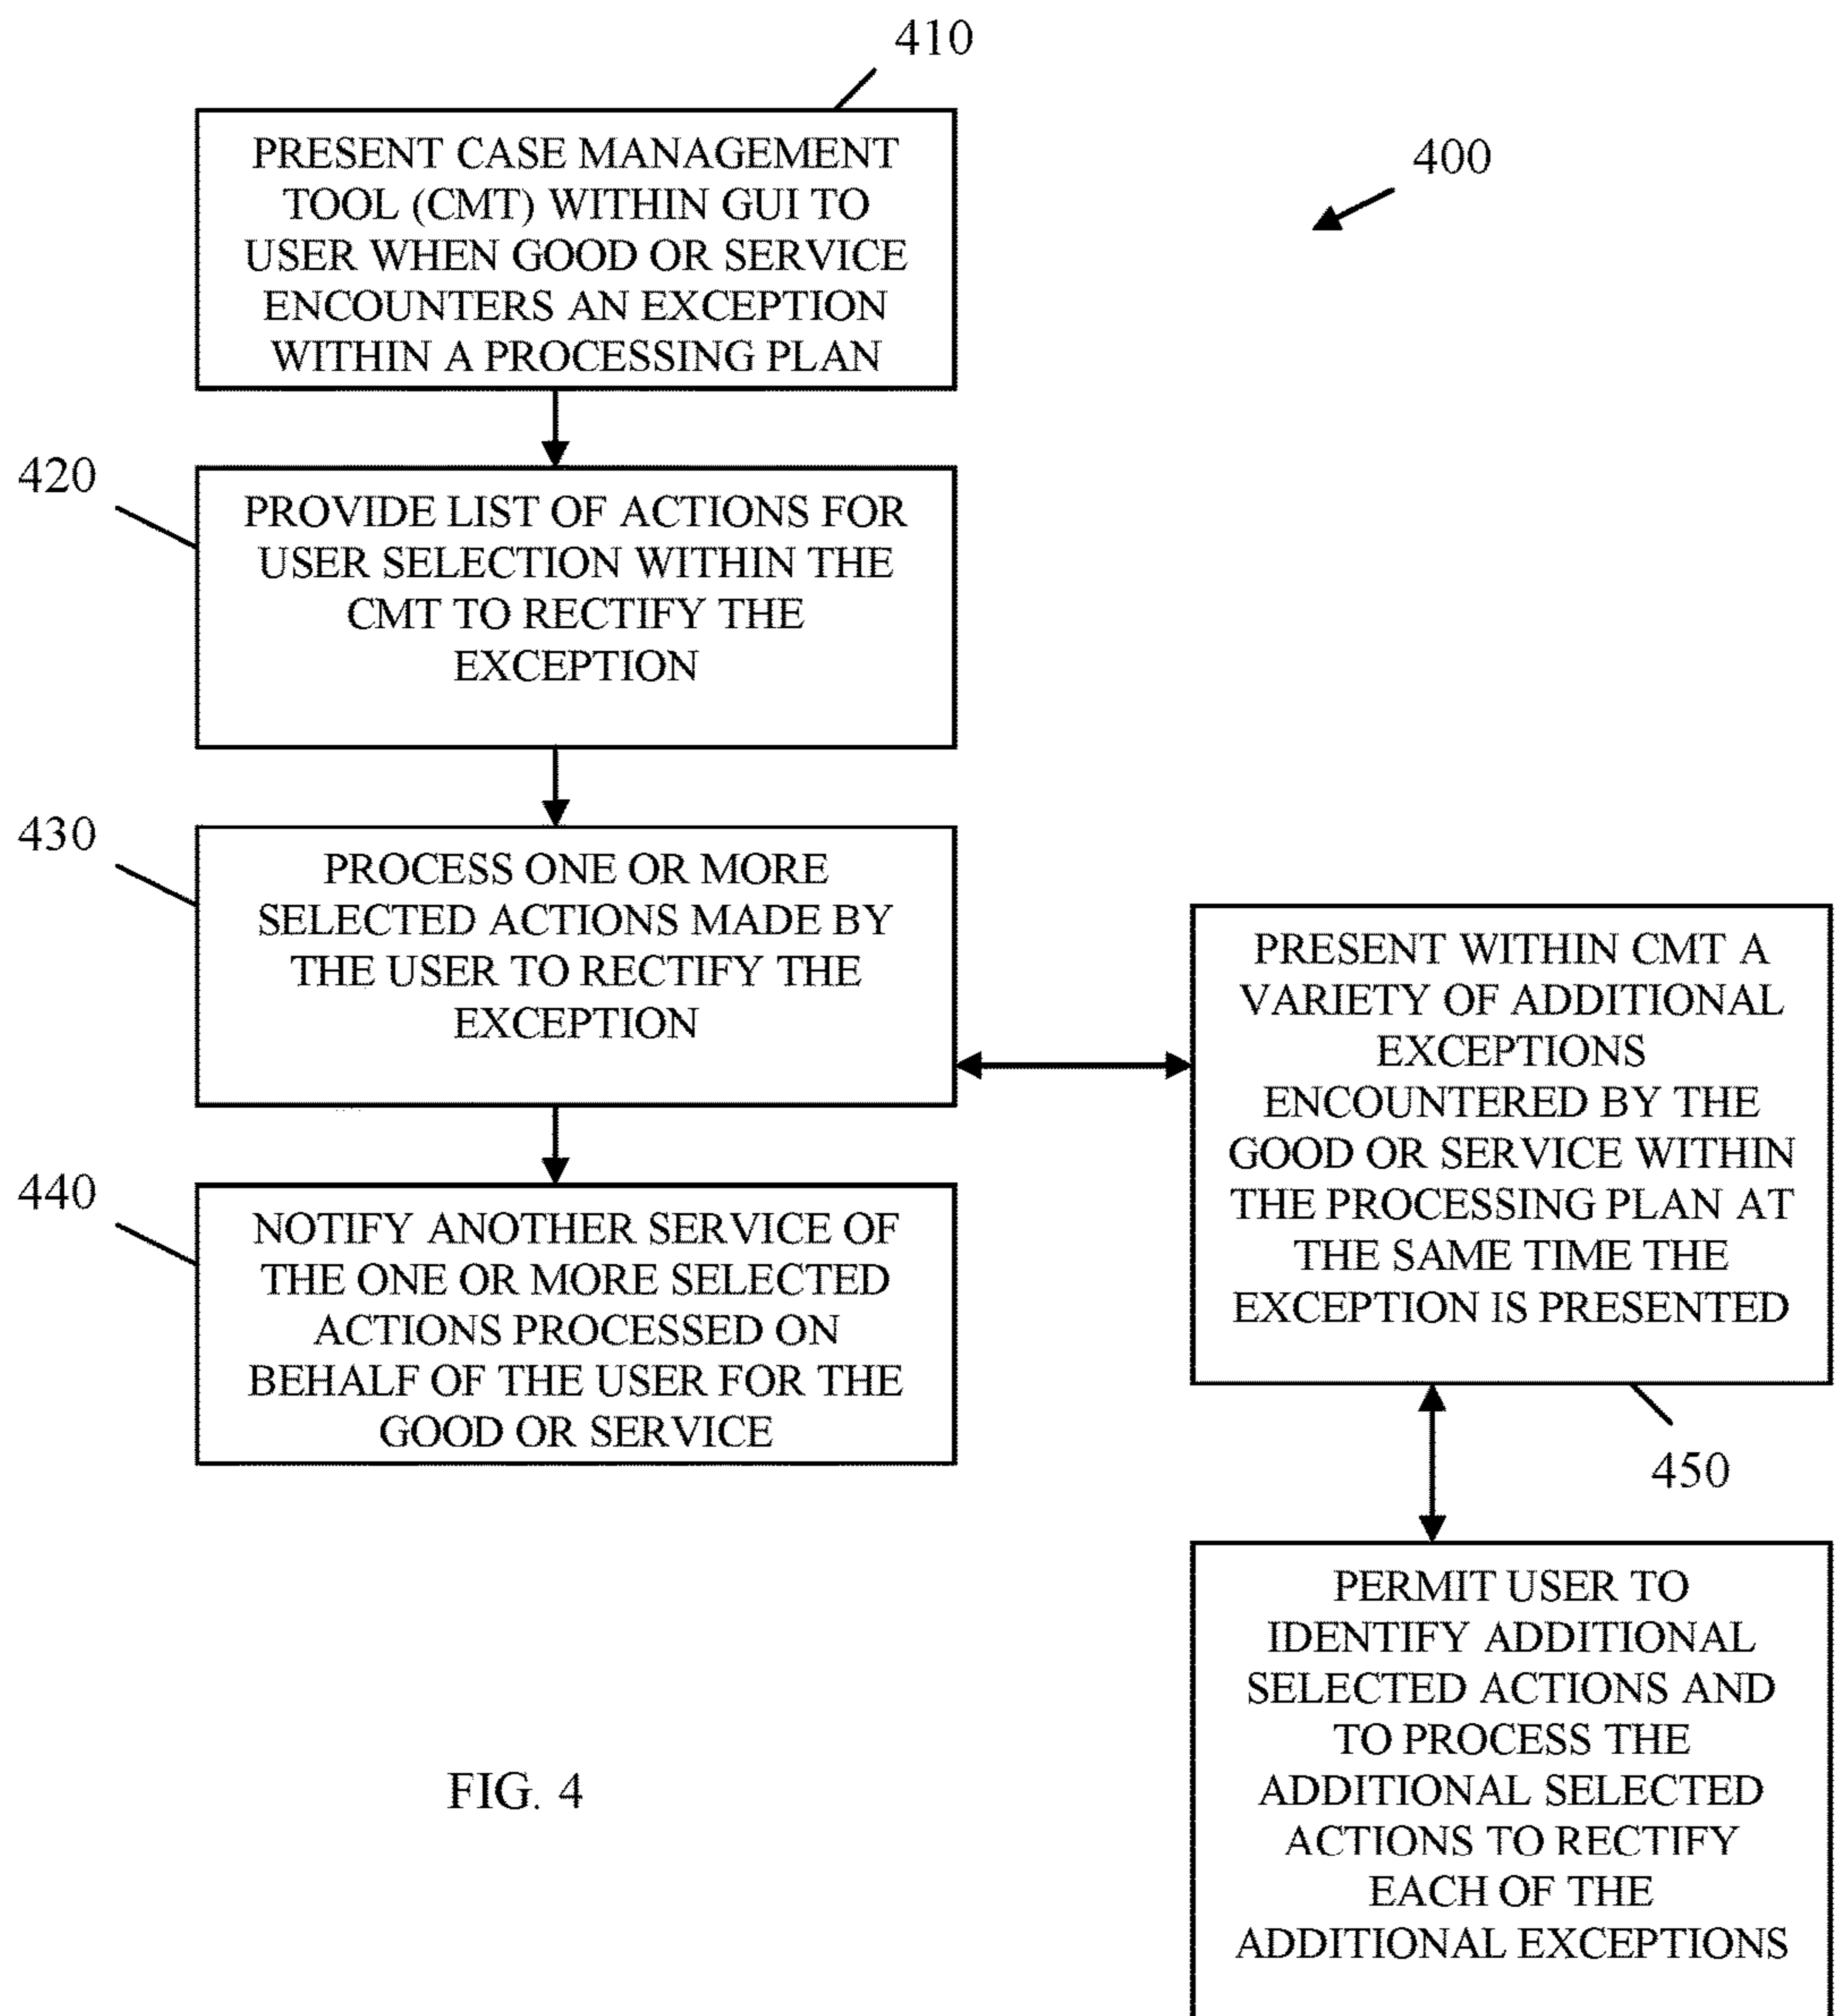 410
PRESENT CASE MANAGEMENT
TOOL (CMT) WITHIN GUI TO
USER WHEN GOOD OR SERVICE
ENCOUNTERS AN EXCEPTION
WITHIN A PROCESSING PLAN
400
420
PROVIDE LIST OF ACTIONS FOR
USER SELECTION WITHIN THE
CMT TO RECTIFY THE
EXCEPTION
430
PROCESS ONE OR MORE
SELECTED ACTIONS MADE BY
THE USER TO RECTIFY THE
EXCEPTION
440
NOTIFY ANOTHER SERVICE OF
THE ONE OR MORE SELECTED
ACTIONS PROCESSED ON
BEHALF OF THE USER FOR THE
GOOD OR SERVICE
PRESENT WITHIN CMT A
VARIETY OF ADDITIONAL
EXCEPTIONS
ENCOUNTERED BY THE
GOOD OR SERVICE WITHIN
THE PROCESSING PLAN AT
THE SAME TIME THE
EXCEPTION IS PRESENTED
450
PERMIT USER TO
IDENTIFY ADDITIONAL
SELECTED ACTIONS AND
TO PROCESS THE
ADDITIONAL SELECTED
ACTIONS TO RECTIFY
EACH OF THE
ADDITIONAL EXCEPTIONS
FIG. 4